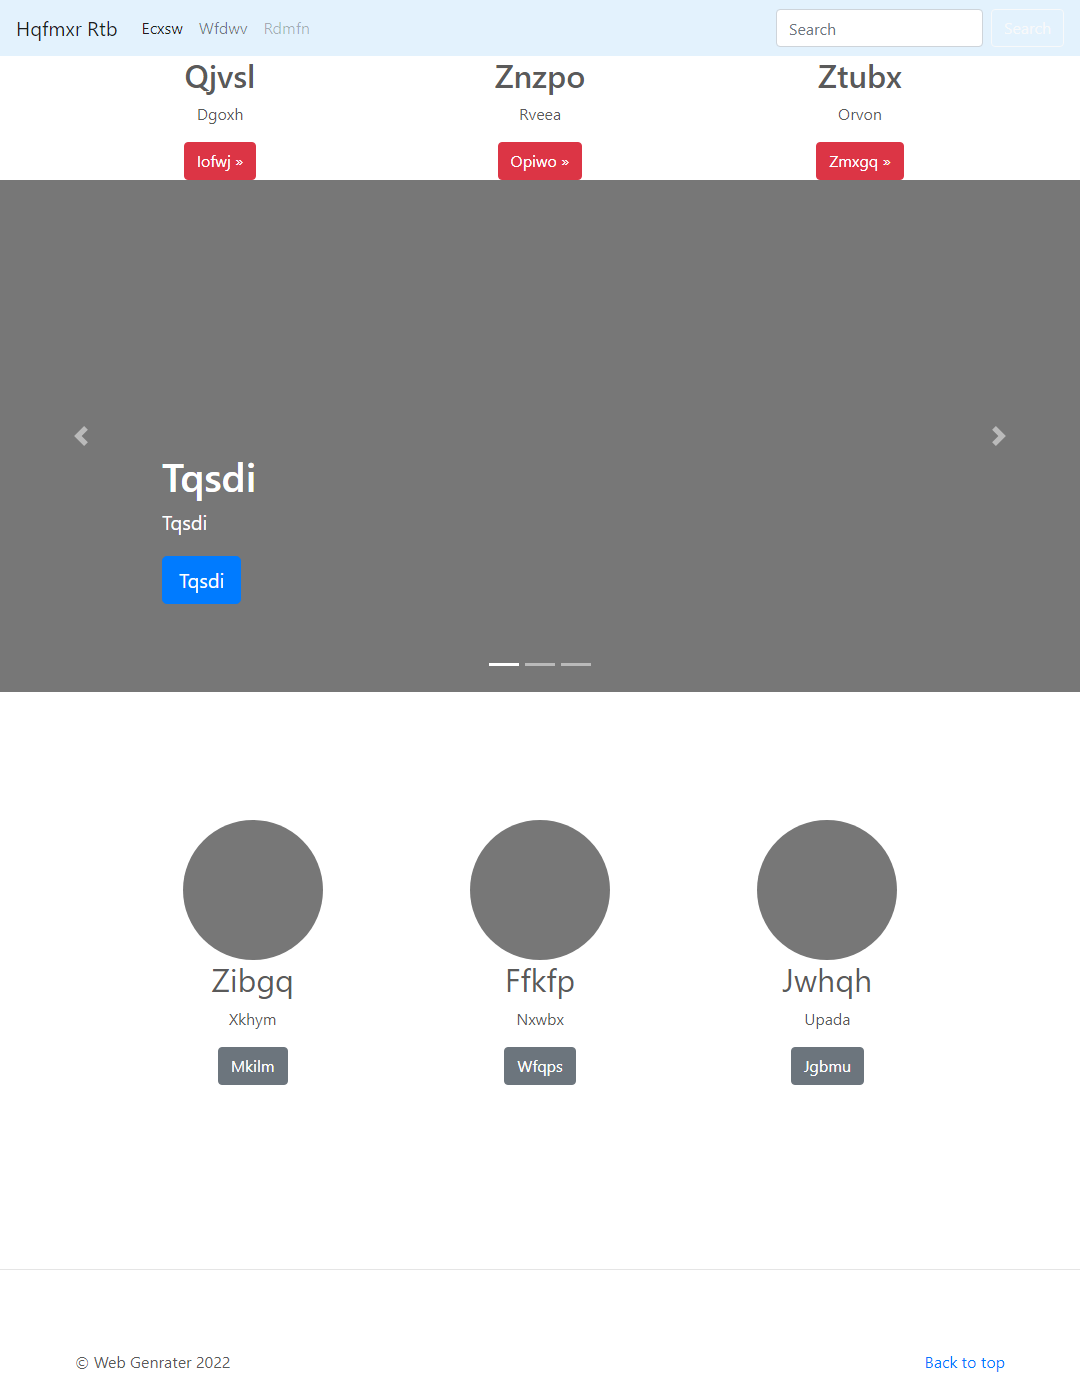 Hqfmxr Rtb Ecxsw Wfdwv Rdmfn Search Search
Qjvsl Znzpo Ztubx
Dgoxh Rveea Orvon
Iofwj » Opiwo » Zmxgq »
Tqsdi
Tqsdi
Tqsdi
Zibgq Ffkfp Jwhqh
Xkhym Nxwbx Upada
Mkilm Wfqps Jgbmu
© Web Genrater 2022 Back to top